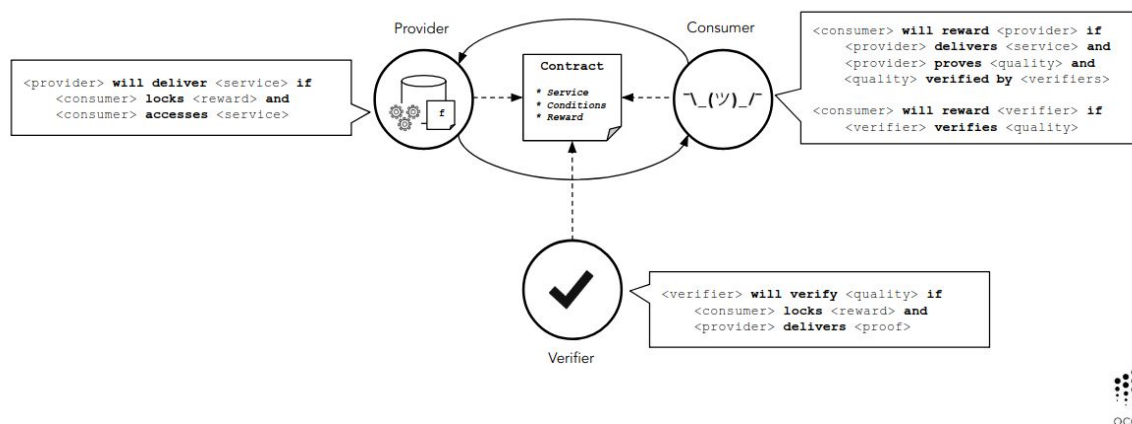 Provider
Consumer
<provider> will deliver <service> if
<consumer> locks <reward> and
<consumer> accesses <service>
f
Contract
* Service
* Conditions
* Reward
¯\_(ツ)_/¯
<consumer> will reward <provider> if
<provider> delivers <service> and
<provider> proves <quality> and
<quality> verified by <verifiers>
<consumer> will reward <verifier> if
<verifier> verifies <quality>
<verifier> will verify <quality> if
<consumer> locks <reward> and
<provider> delivers <proof>
Verifier